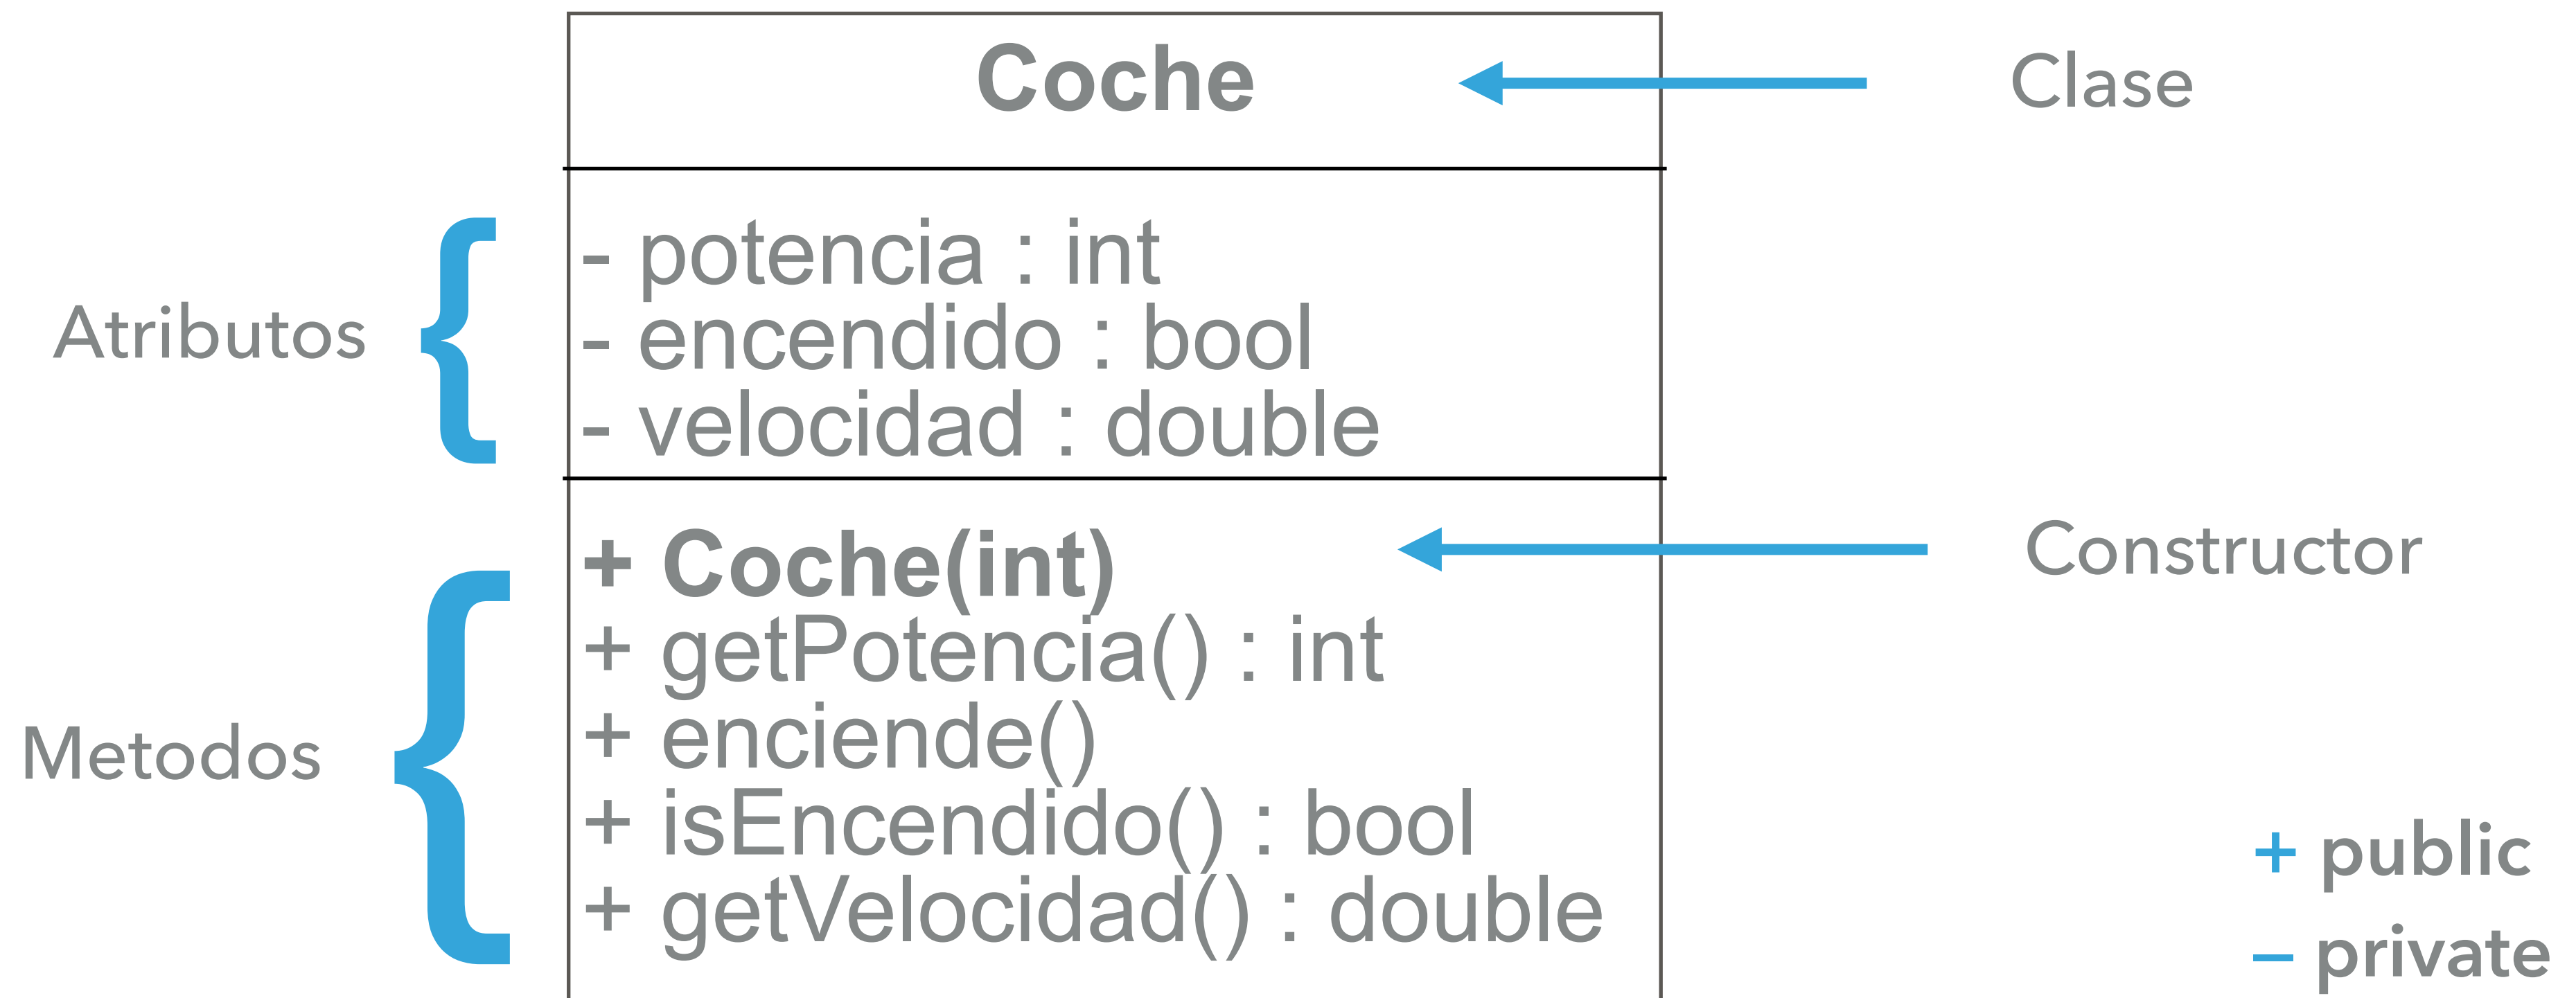 Coche
Clase
Atributos
- potencia : int
- encendido : bool
- velocidad : double
Metodos
+ Coche(int)
Constructor
+ getPotencia() : int
+ enciende()
+ isEncendido() : bool
+ getVelocidad() : double
+ public
– private